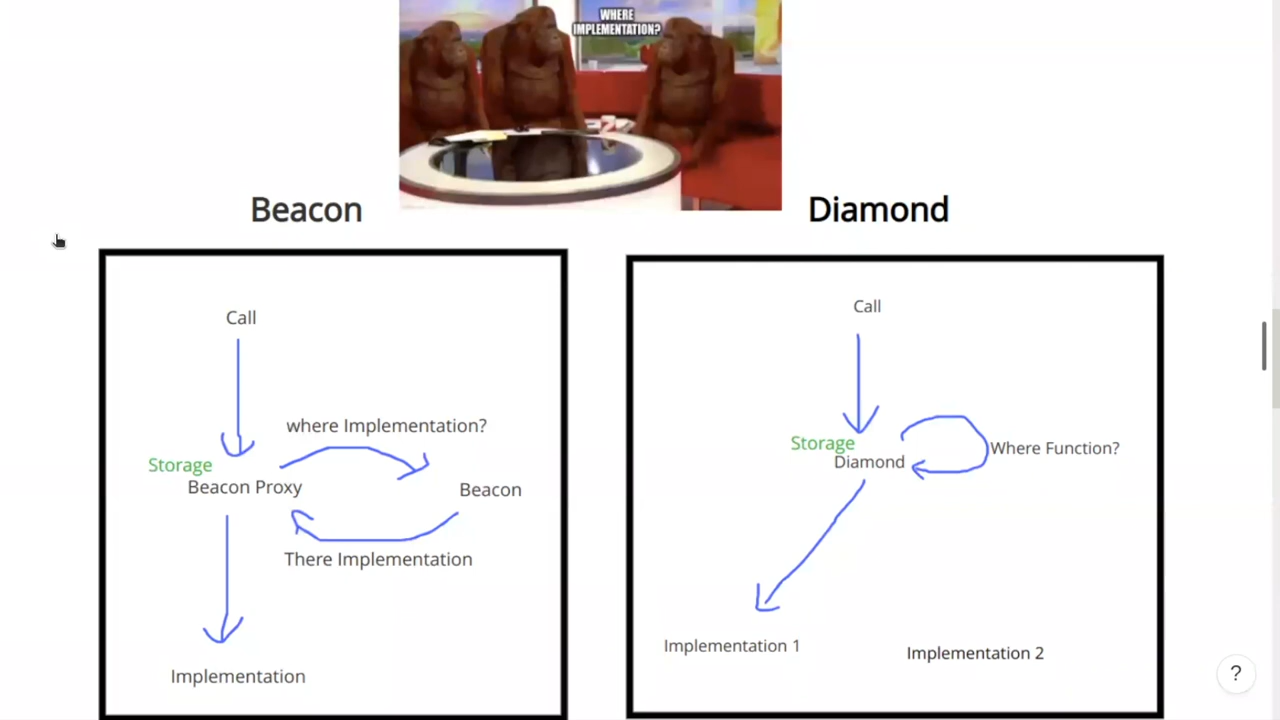 WHERE
IMPLEMENTATION?
Beacon
Diamond
Call
where Implementation?
Storage
Beacon Proxy
Beacon
There Implementation
Implementation
Call
Storage
Where Function?
Diamond
Implementation 1
Implementation 2
?